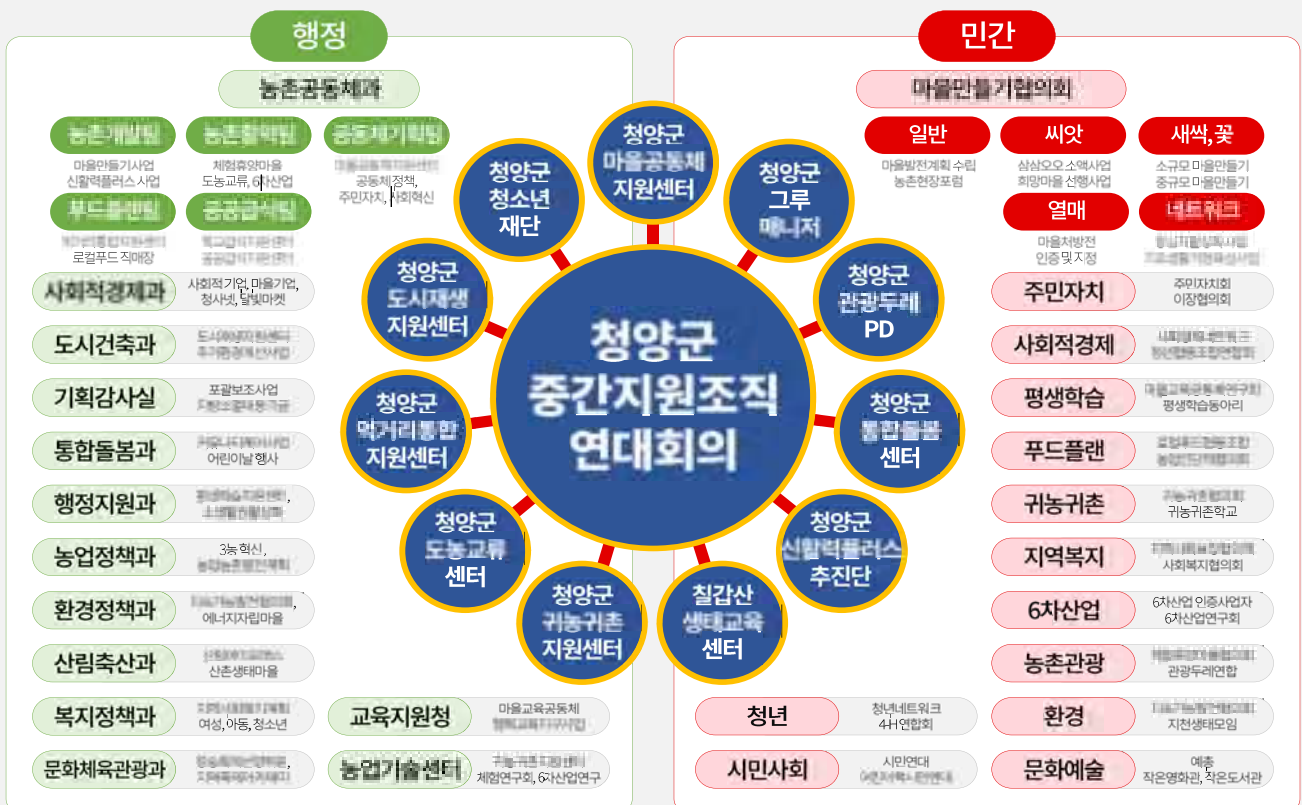 행정
농촌공동체과
농촌개발팀
농촌활력팀
공동체기획팀
마을만들기사업
신활력플러스 사업
체험휴양마을
도농교류, 6차산업
공동체정책,
주민자치, 사회혁신
푸드플랜팀
공공급식팀
로컬푸드 직매장
사회적경제과
사회적기업, 마을기업,
청사넷, 달빛마켓
도시건축과
기획감사실
포괄보조사업
통합돌봄과
어린이날 행사
행정지원과
농업정책과
3농혁신,
환경정책과
에너지자립마을
산림축산과
산촌생태마을
복지정책과
여성, 아동, 청소년
문화체육관광과
교육지원청
마을교육공동체
농업기술센터
체험연구회, 6차산업연구
청양군
중간지원조직
연대회의
청양군
마을공동체
지원센터
청양군
그루
매니저
청양군
관광두레
PD
청양군
통합돌봄
센터
청양군
신활력플러스
추진단
칠갑산
생태교육
센터
청양군
귀농귀촌
지원센터
청양군
도농교류
센터
청양군
먹거리통합
지원센터
청양군
도시재생
지원센터
청양군
청소년
재단
민간
마을만들기협의회
일반
씨앗
새싹, 꽃
마을발전계획 수립
농촌현장포럼
삼삼오오 소액사업
희망마을 선행사업
소규모 마을만들기
중규모 마을만들기
열매
네트워크
마을처방전
인증 및 지정
주민자치
주민자치회
이장협의회
사회적경제
평생학습
평생학습동아리
푸드플랜
귀농귀촌
귀농귀촌학교
지역복지
사회복지협의회
6차산업
6차산업 인증사업자
6차산업연구회
농촌관광
관광두레연합
청년
청년네트워크
4-H연합회
환경
지천생태모임
시민사회
시민연대
문화예술
예총
작은영화관, 작은도서관